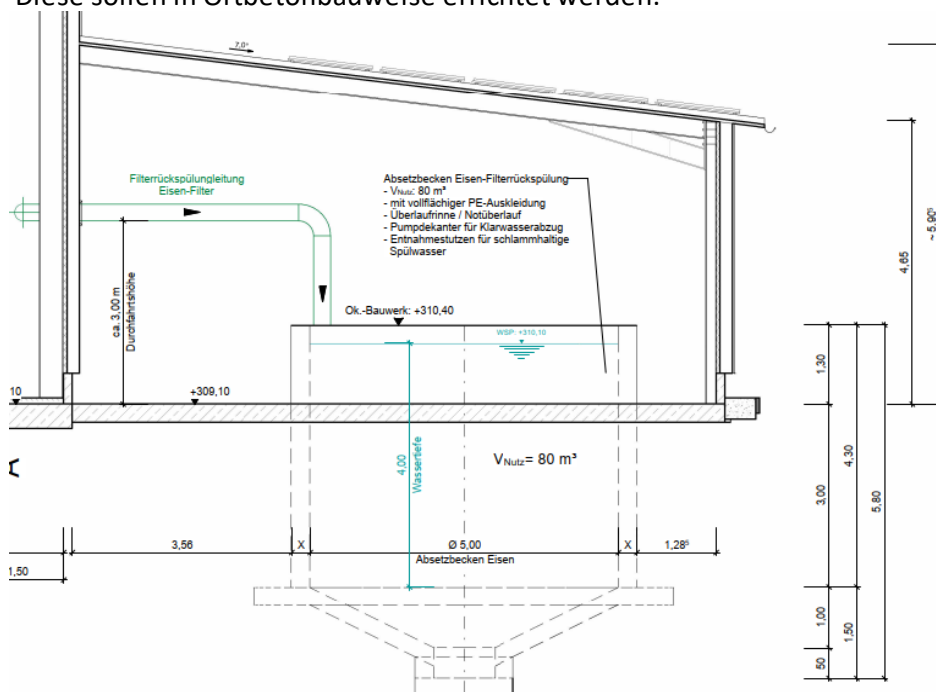 Diese sollen in Ortbetonbauweise errichtet werden.
7,0°
Filterrückspülungleitung
Eisen-Filter
Absetzbecken Eisen-Filterrückspülung
- VNutz: 80 m³
- mit vollflächiger PE-Auskleidung
- Überlaufrinne / Notüberlauf
- Pumpdekanter für Klarwasserabzug
- Entnahmestutzen für schlammhaltige
Spülwasser
~ 5,90⁵
4,65
ca. 3,00 m
Durchfahrtshöhe
Ok.-Bauwerk: +310,40
WSP: +310,10
1,30
10
+309,10
4,00
Wassertiefe
VNutz= 80 m³
A
3,00
4,30
5,80
3,56
X
Ø 5,00
X
1,28⁵
Absetzbecken Eisen
1,50
1,00
1,50
50